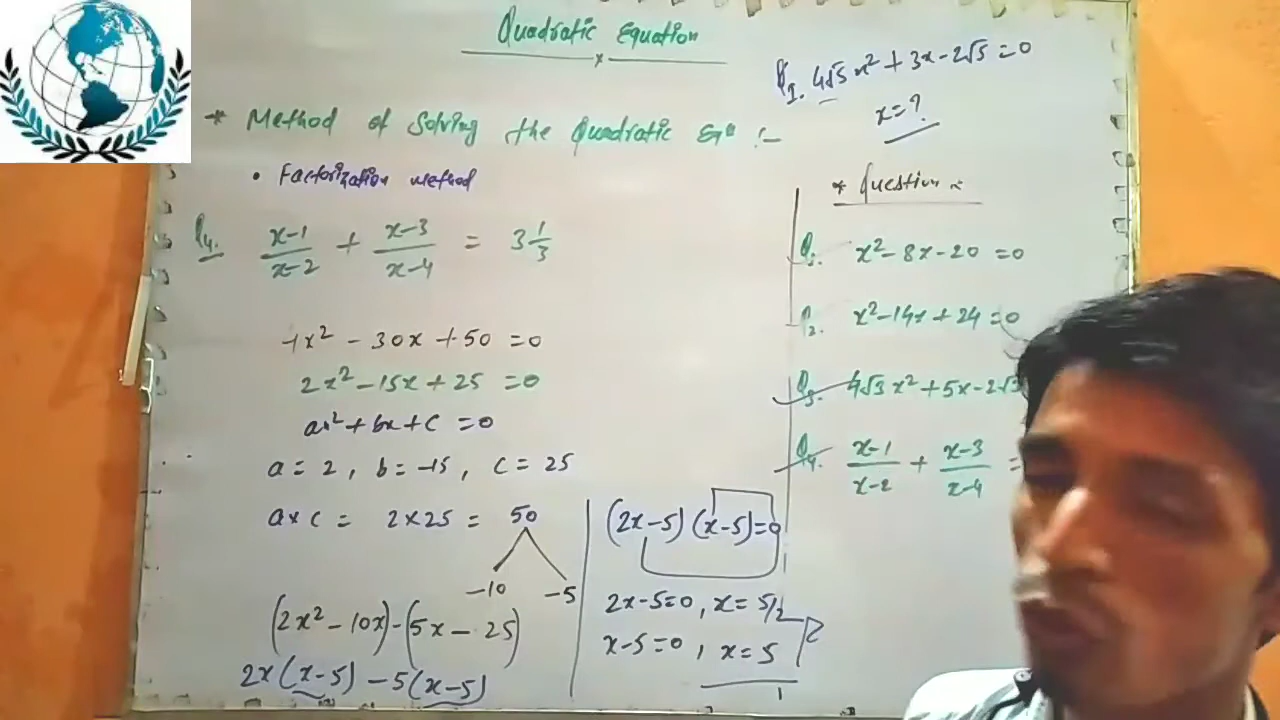 Quadratic Equation
Q1. 4√5 x² + 3x - 2√5 = 0
x = ?
* Method of Solving the Quadratic Eqn :-
• Factorization method
Q4. x-1/x-2 + x-3/x-4 = 3 1/3
x² - 30x + 50 = 0
2x² - 15x + 25 = 0
ax² + bx + c = 0
a = 2, b = -15, c = 25
a × c = 2 × 25 = 50
-10 -5
(2x² - 10x) - (5x - 25)
2x(x-5) - 5(x-5)
(2x-5)(x-5)=0
2x-5=0, x = 5/2
x-5=0, x = 5
* Question :-
Q1. x² - 8x - 20 = 0
Q2. x² - 14x + 24 = 0
Q3. 4√3 x² + 5x - 2√3
Q4. x-1/x-2 + x-3/x-4 =